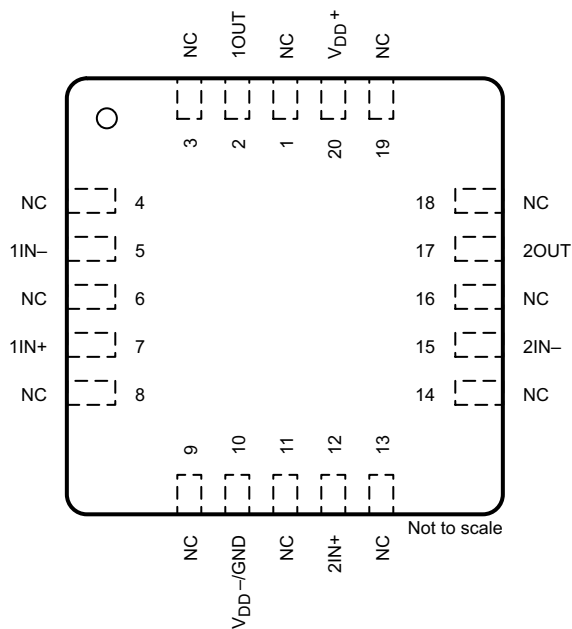 NC
1OUT
NC
VDD+
NC
3
2
1
20
19
NC
4
18
NC
1IN–
5
17
2OUT
NC
6
16
NC
1IN+
7
15
2IN–
NC
8
14
NC
9
10
11
12
13
Not to scale
NC
VDD–/GND
NC
2IN+
NC